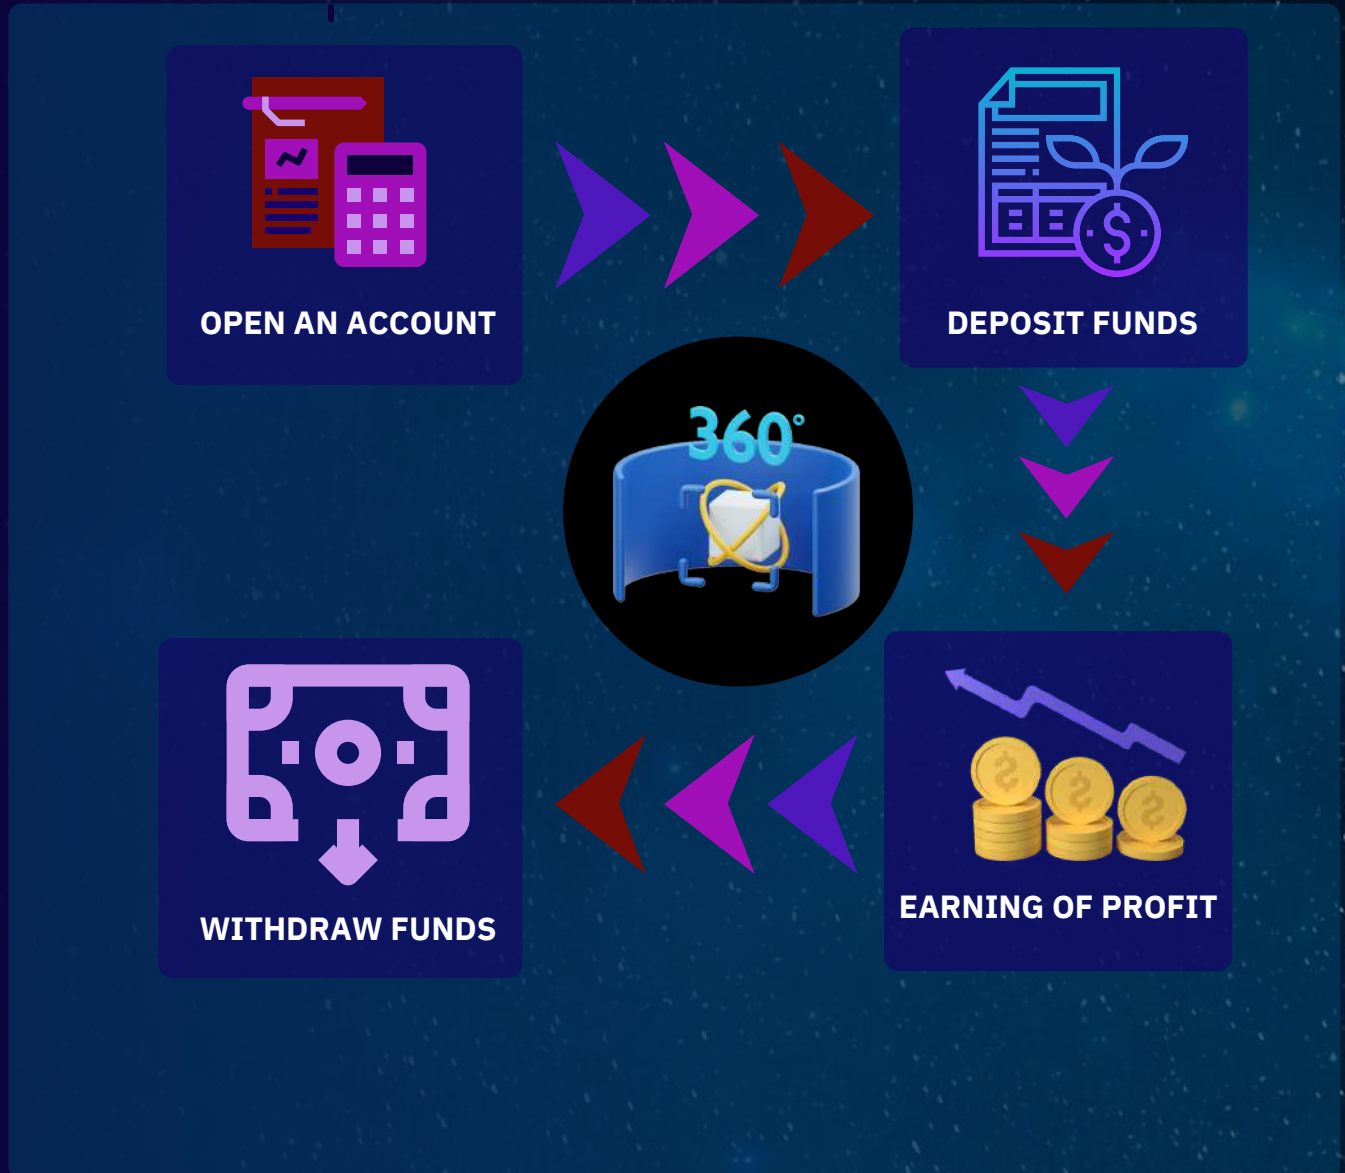 OPEN AN ACCOUNT
DEPOSIT FUNDS
360°
WITHDRAW FUNDS
EARNING OF PROFIT